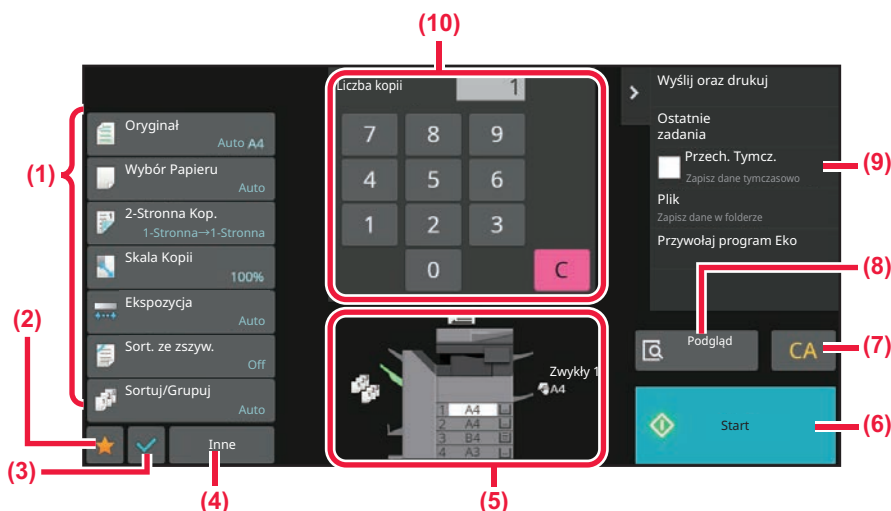 (10)
Liczba kopii 1
7 8 9
4 5 6
1 2 3
0 C
(1)
Oryginał
Auto A4
Wybór Papieru
Auto
2-Stronna Kop.
1-Stronna→1-Stronna
Skala Kopii
100%
Ekspozycja
Auto
Sort. ze zszyw.
Off
Sortuj/Grupuj
Auto
(2)
(3)
Inne
(4)
Zwykły 1
A4
1 A4
2 A4
3 B4
4 A3
(5)
Wyślij oraz drukuj
Ostatnie
zadania
Przech. Tymcz.
Zapisz dane tymczasowo
(9)
Plik
Zapisz dane w folderze
Przywołaj program Eko
(8)
Podgląd
CA
(7)
Start
(6)